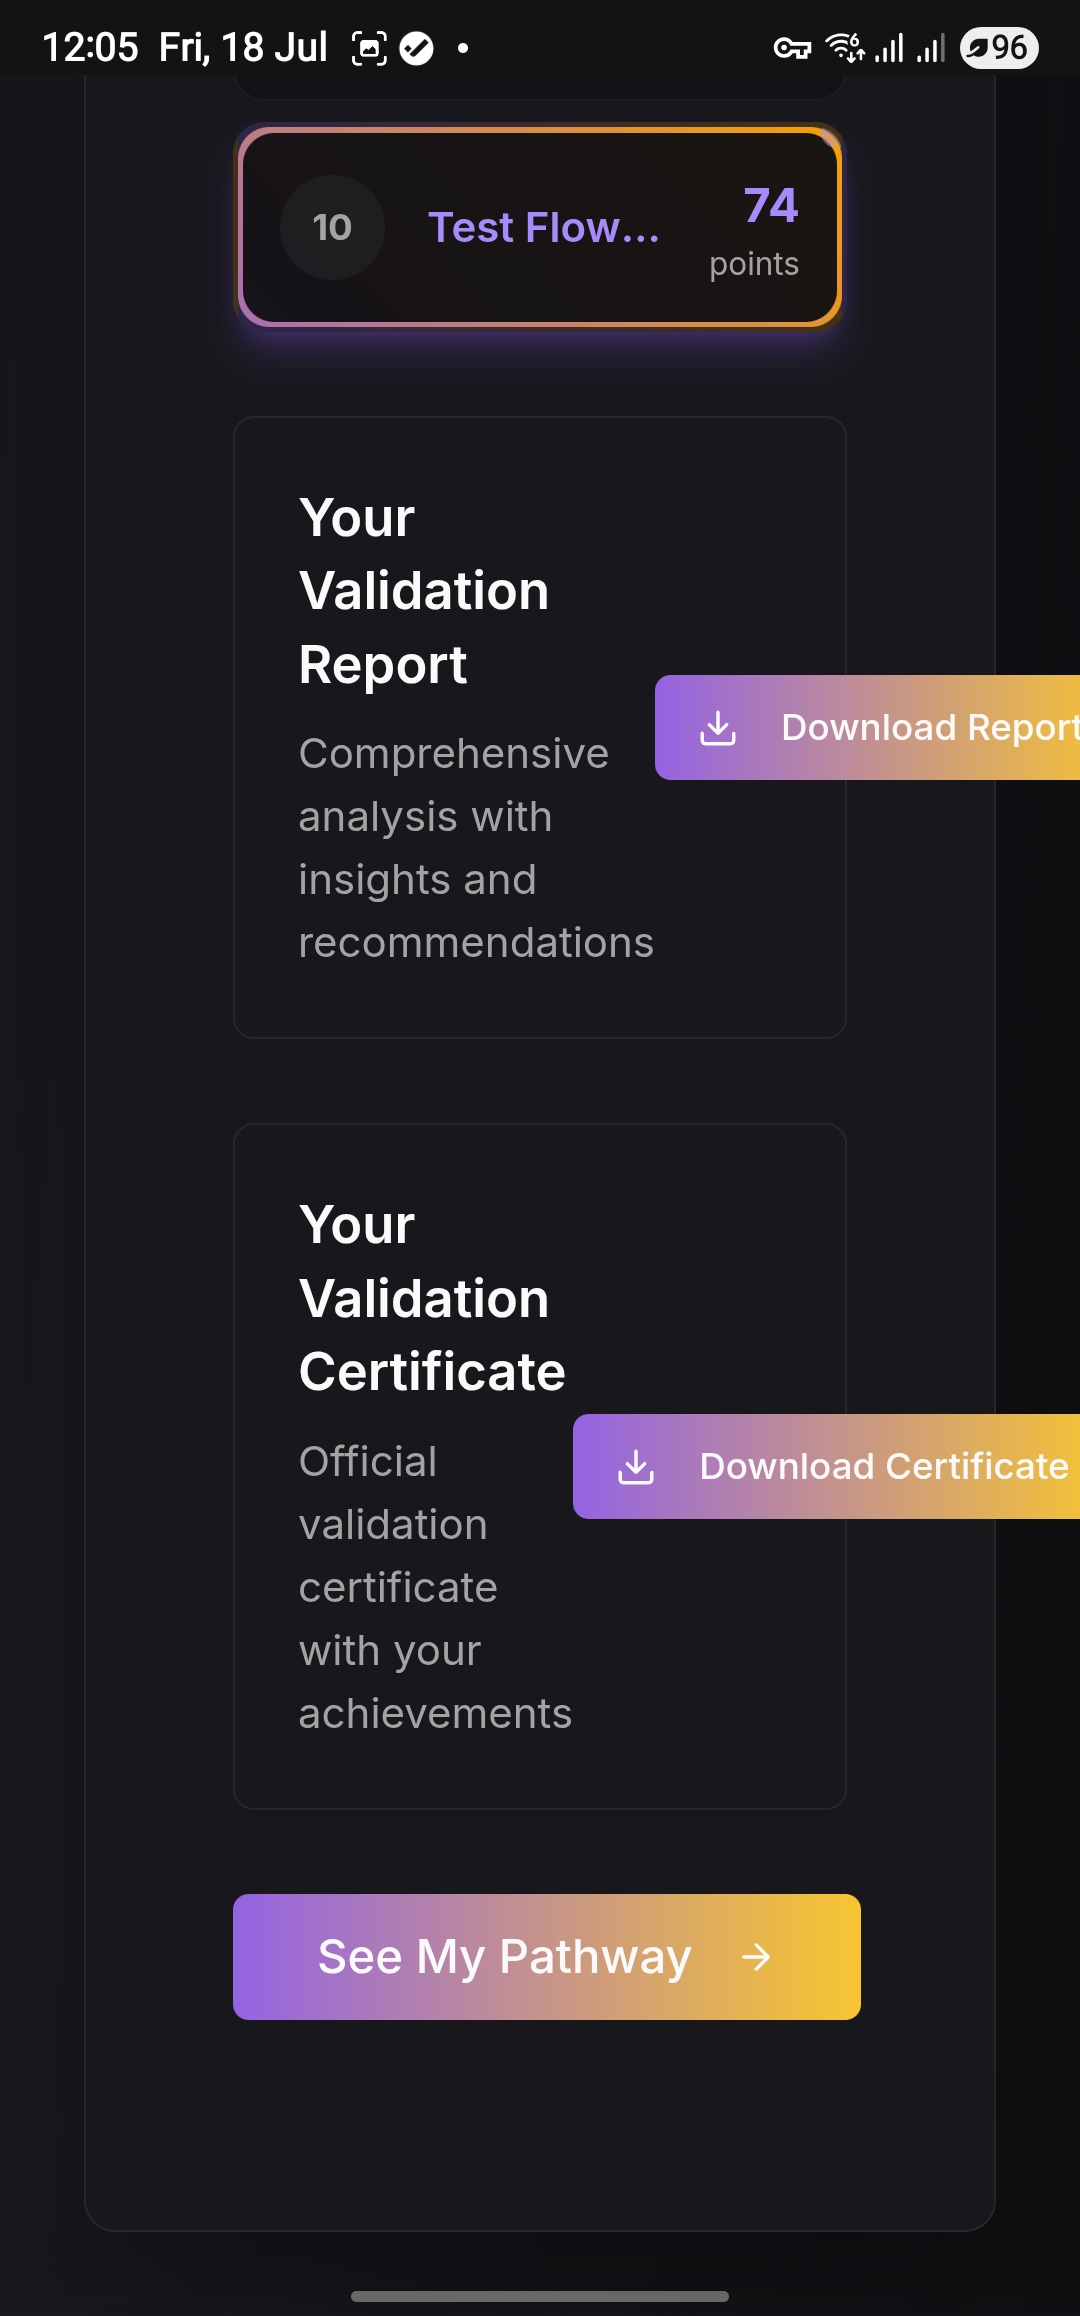 12:05 Fri, 18 Jul
6
96
10
Test Flow...
74
points
Your
Validation
Report
Download Report
Comprehensive
analysis with
insights and
recommendations
Your
Validation
Certificate
Official
Download Certificate
validation
certificate
with your
achievements
See My Pathway